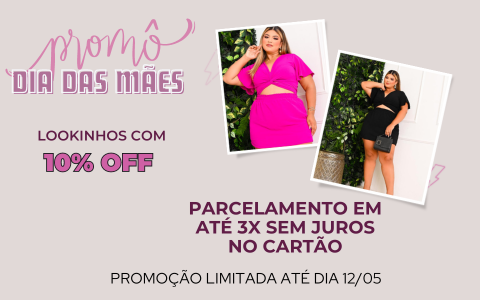 promô
DIA DAS MÃES
LOOKINHOS COM
10% OFF
PARCELAMENTO EM
ATÉ 3X SEM JUROS
NO CARTÃO
PROMOÇÃO LIMITADA ATÉ DIA 12/05